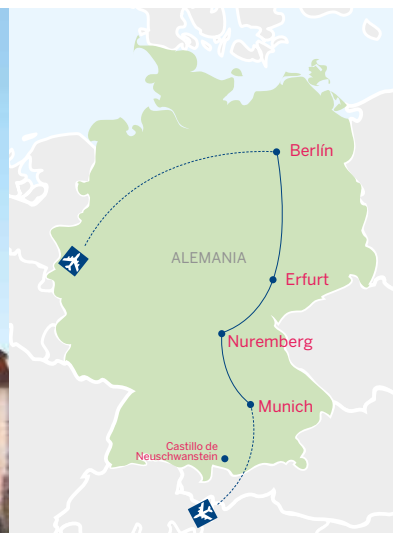 Berlín
ALEMANIA
Erfurt
Nuremberg
Munich
Castillo de
Neuschwanstein